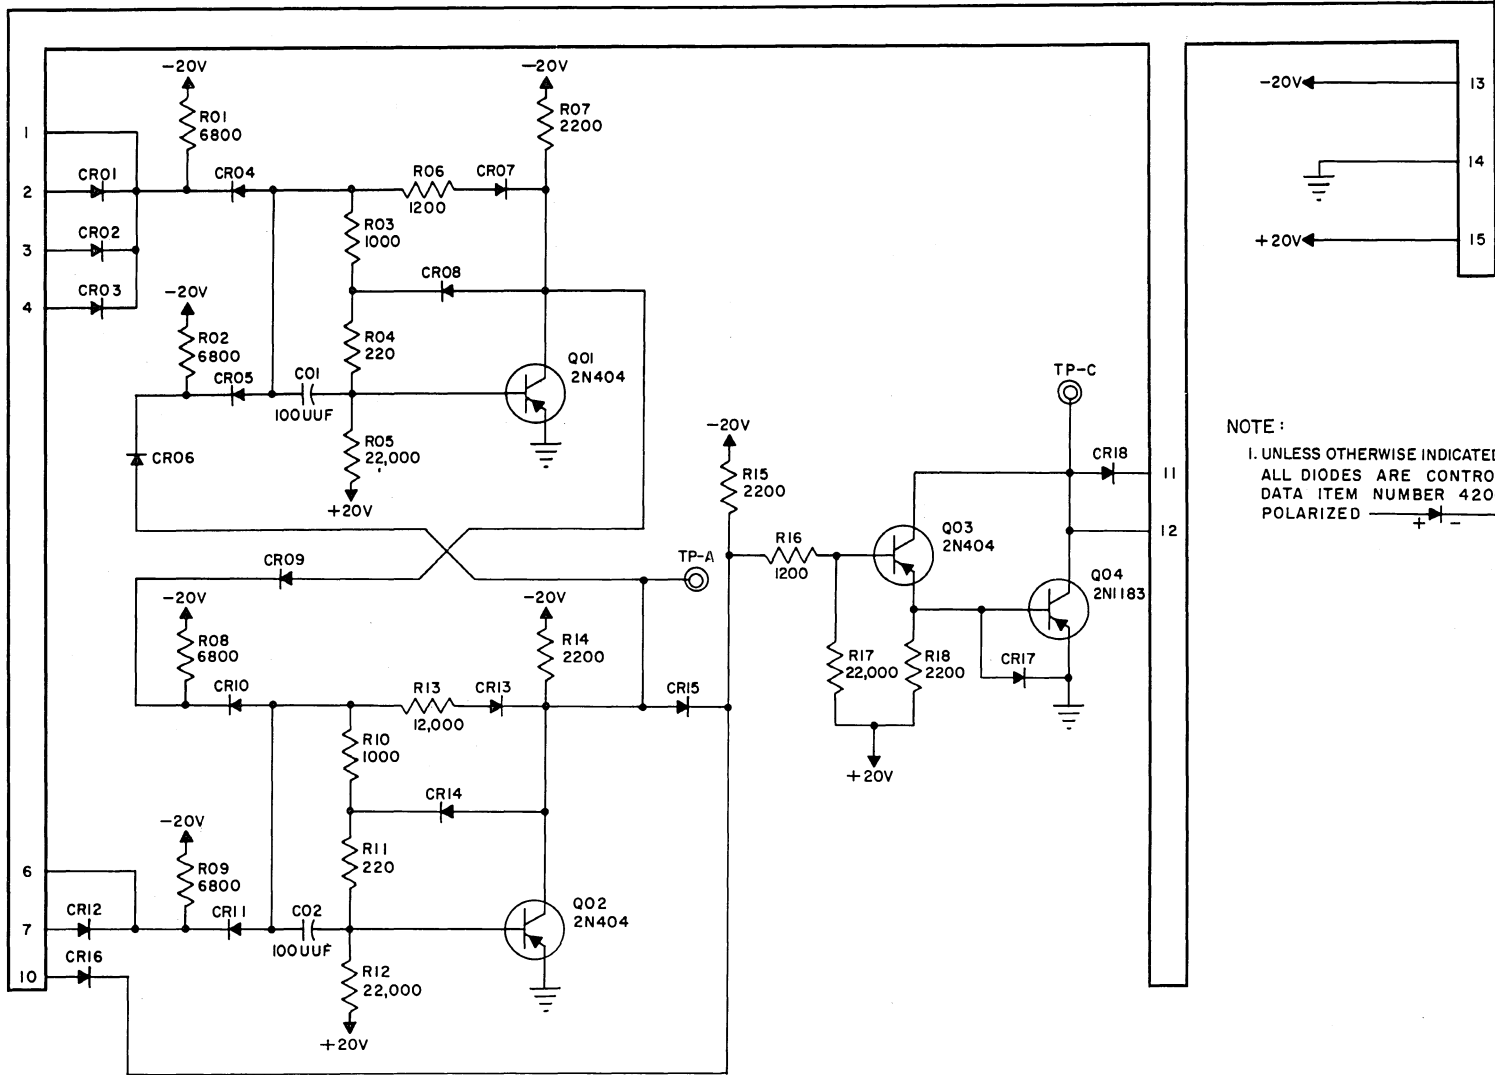 -20V
-20V
R01
6800
R07
2200
-20V
13
1
CR01
CR04
R06
CR07
14
2
1200
R03
1000
CR02
3
+20V
15
CR08
CR03
-20V
4
R02
6800
R04
220
Q01
2N404
TP-C
CR05
C01
100UUF
-20V
NOTE:
R05
22,000
CR06
CR18
1. UNLESS OTHERWISE INDICATED
ALL DIODES ARE CONTRO
DATA ITEM NUMBER 420
POLARIZED + -
11
R15
2200
+20V
Q03
2N404
12
R16
1200
TP-A
CR09
Q04
2N1183
-20V
-20V
R08
6800
R14
2200
R17
22,000
R18
2200
CR17
CR10
R13
CR13
CR15
12,000
R10
1000
+20V
CR14
-20V
R11
220
6
R09
6800
Q02
2N404
CR12
CR11
C02
7
100UUF
CR16
R12
22,000
10
+20V